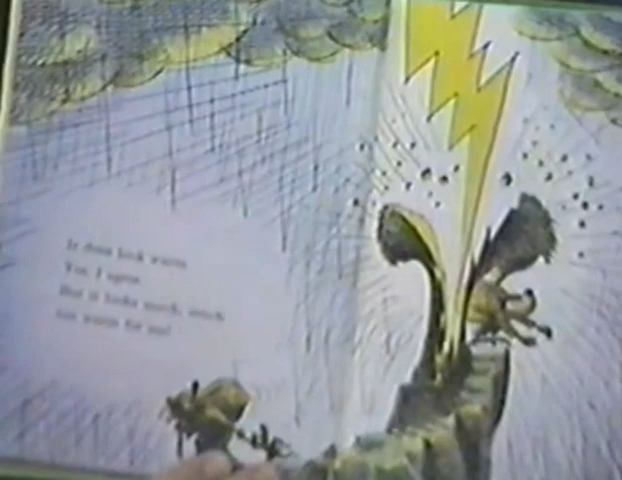 It does look warm.
Yes, I agree.
But it looks much, much
too warm for me!